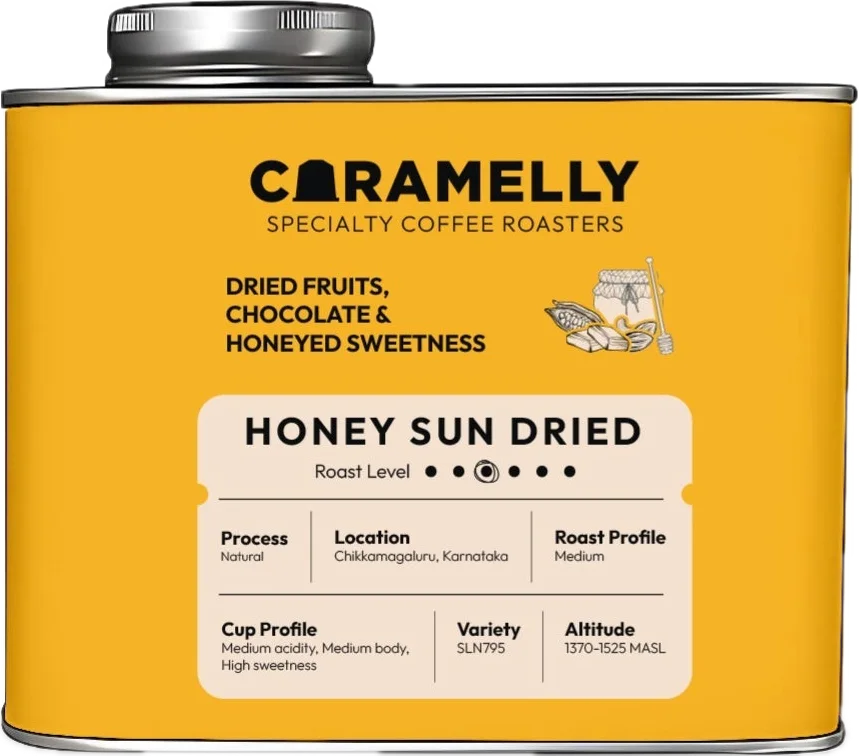 CARAMELLY
SPECIALTY COFFEE ROASTERS
DRIED FRUITS,
CHOCOLATE &
HONEYED SWEETNESS
HONEY SUN DRIED
Roast Level
Process
Natural
Location
Chikkamagaluru, Karnataka
Roast Profile
Medium
Cup Profile
Medium acidity, Medium body,
High sweetness
Variety
SLN795
Altitude
1370-1525 MASL